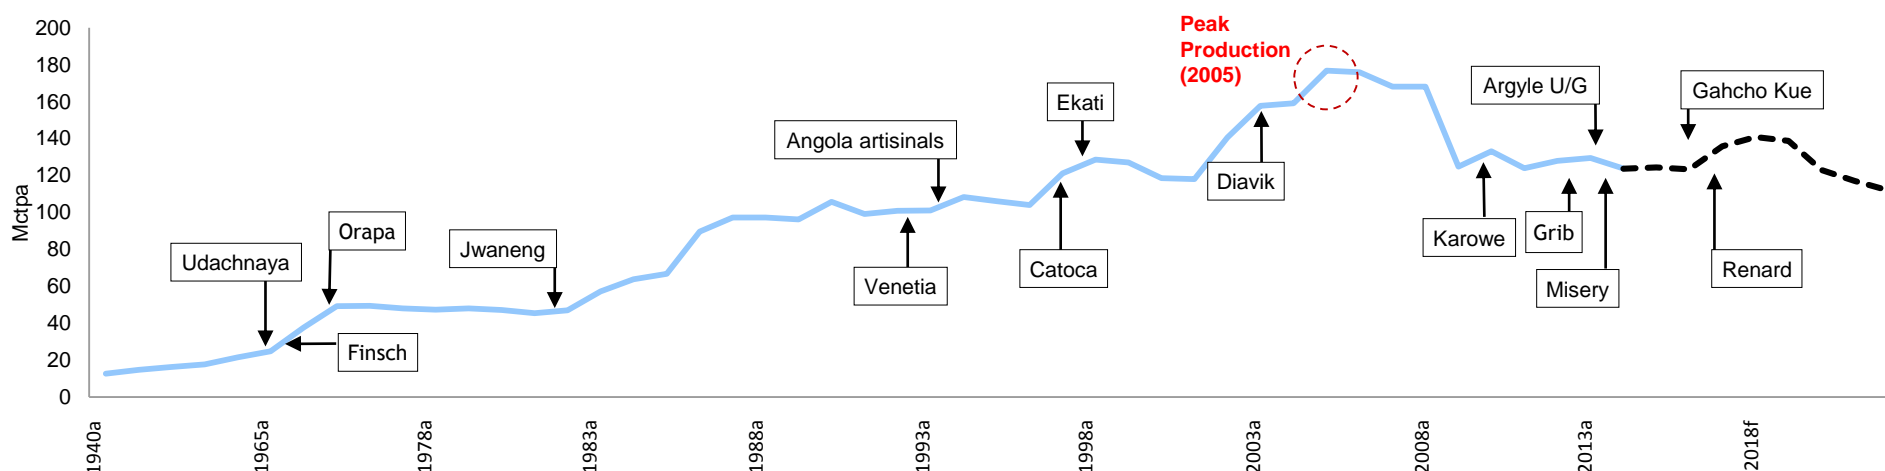 Peak
Production
(2005)
200
180
160
140
120
100
80
60
40
20
0
Mctpa
Udachnaya
Orapa
Finsch
Jwaneng
Angola artisinals
Venetia
Ekati
Catoca
Diavik
Karowe
Argyle U/G
Grib
Misery
Gahcho Kue
Renard
1940a
1965a
1978a
1983a
1988a
1993a
1998a
2003a
2008a
2013a
2018f